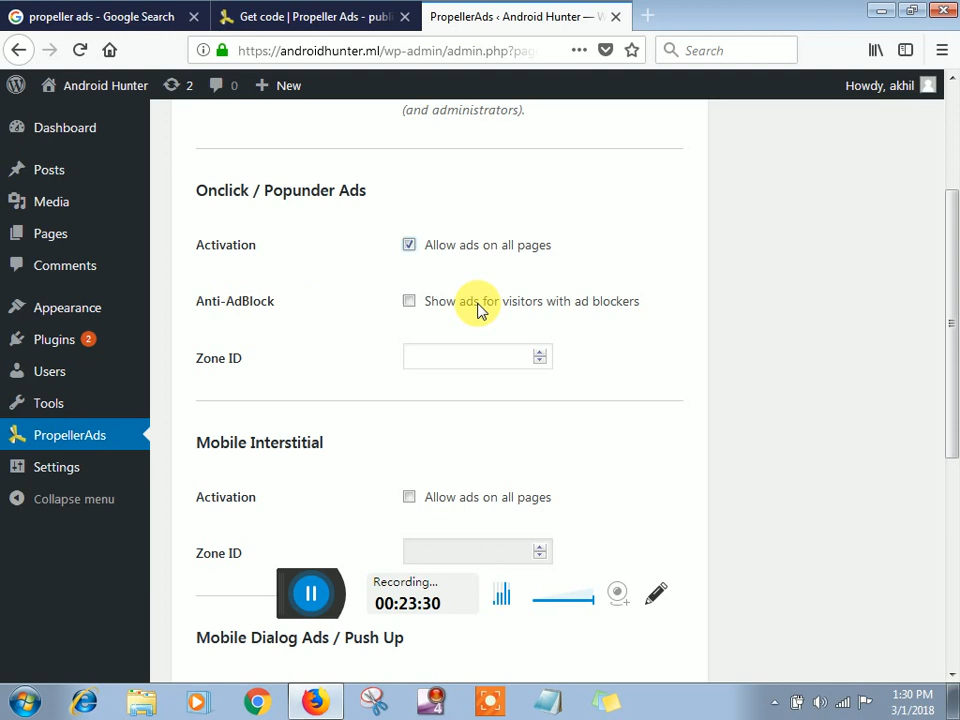 propeller ads - Google Search
Get code | Propeller Ads - publ
PropellerAds ‹ Android Hunter — W
https://androidhunter.ml/wp-admin/admin.php?pag
Search
Android Hunter
2
0
New
Howdy, akhil
Dashboard
Posts
Media
Pages
Comments
Appearance
Plugins 2
Users
Tools
PropellerAds
Settings
Collapse menu
(and administrators).
Onclick / Popunder Ads
Activation
Allow ads on all pages
Anti-AdBlock
Show ads for visitors with ad blockers
Zone ID
Mobile Interstitial
Activation
Allow ads on all pages
Zone ID
Recording...
00:23:30
Mobile Dialog Ads / Push Up
4
1:30 PM
3/1/2018